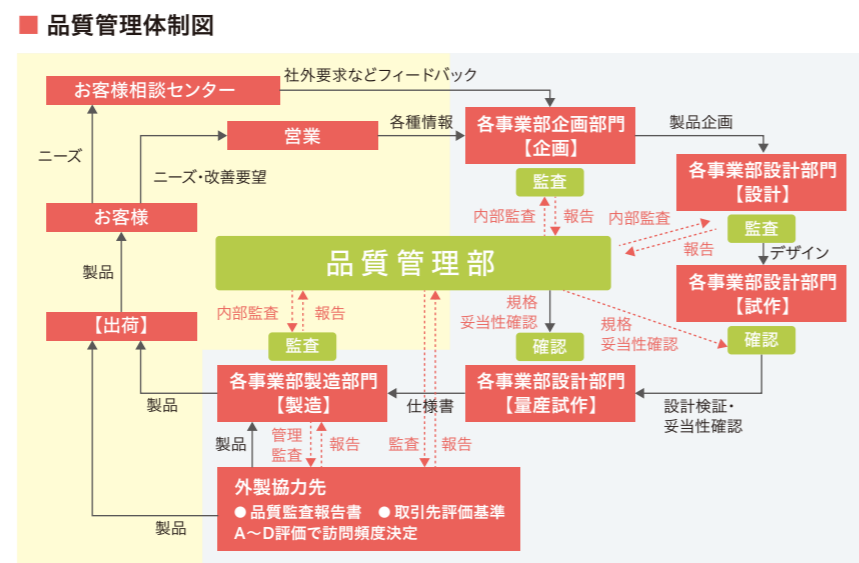 品質管理体制図
お客様相談センター
社外要求などフィードバック
営業
各種情報
各事業部企画部門
【企画】
製品企画
各事業部設計部門
【設計】
ニーズ
ニーズ・改善要望
監査
内部監査
報告
内部監査
報告
監査
デザイン
お客様
製品
品質管理部
各事業部設計部門
【試作】
【出荷】
内部監査
報告
規格
妥当性確認
規格
妥当性確認
監査
確認
確認
各事業部製造部門
【製造】
仕様書
各事業部設計部門
【量産試作】
設計検証・
妥当性確認
製品
製品
管理
監査
報告
監査
報告
外製協力先
●品質監査報告書 ●取引先評価基準
A〜D評価で訪問頻度決定
製品